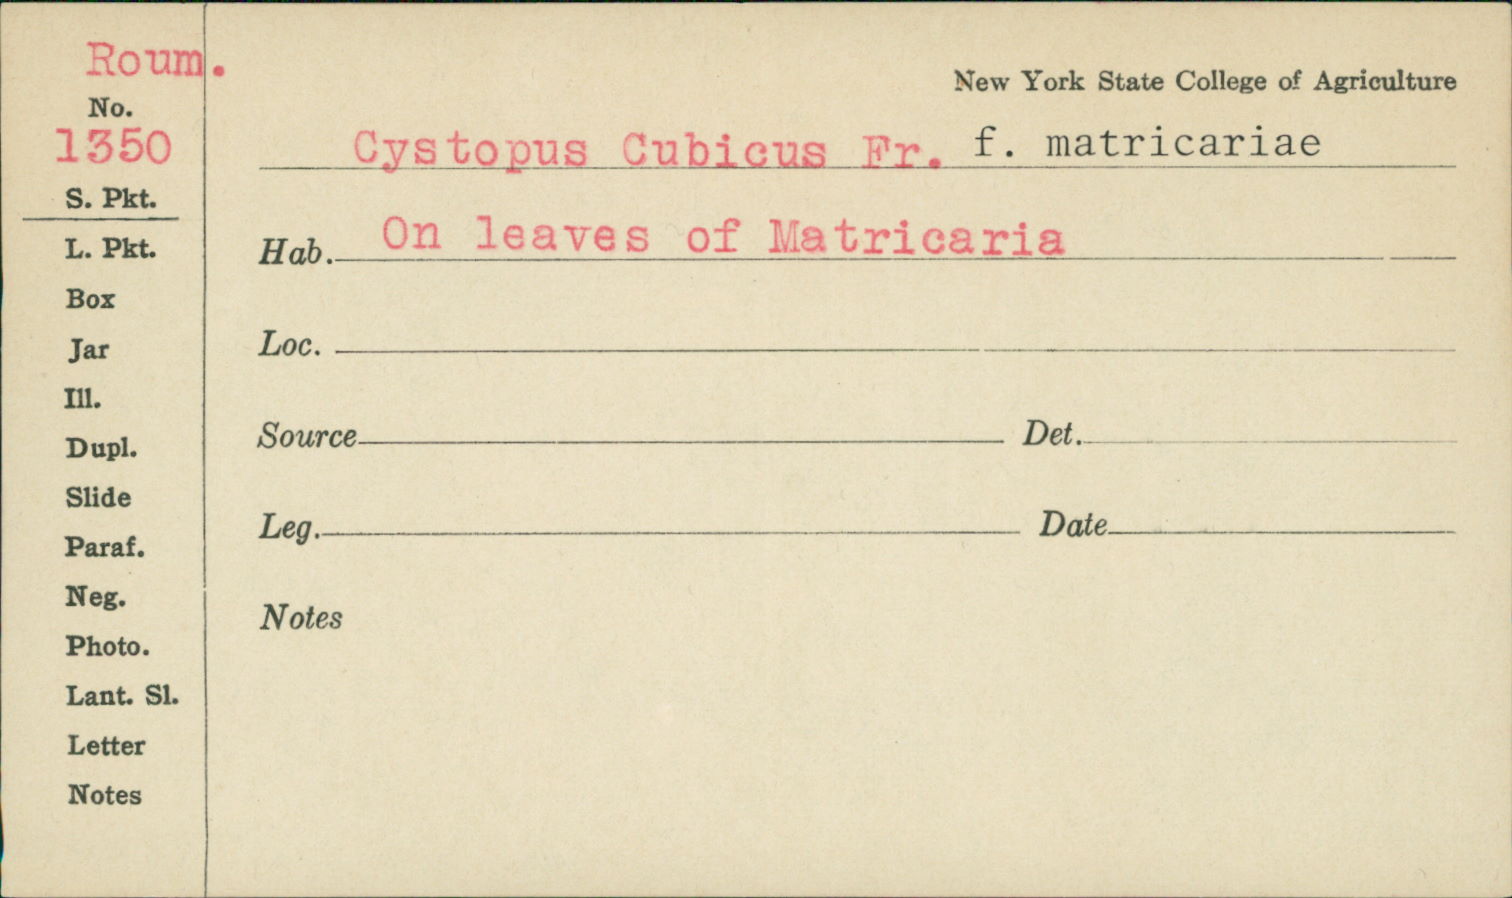 Roum.
New York State College of Agriculture
No.
1350
Cystopus Cubicus Fr. f. matricariae
S. Pkt.
L. Pkt.
Hab. On leaves of Matricaria
Box
Jar
Loc.
Ill.
Dupl.
Source Det.
Slide
Leg. Date
Paraf.
Neg.
Notes
Photo.
Lant. Sl.
Letter
Notes